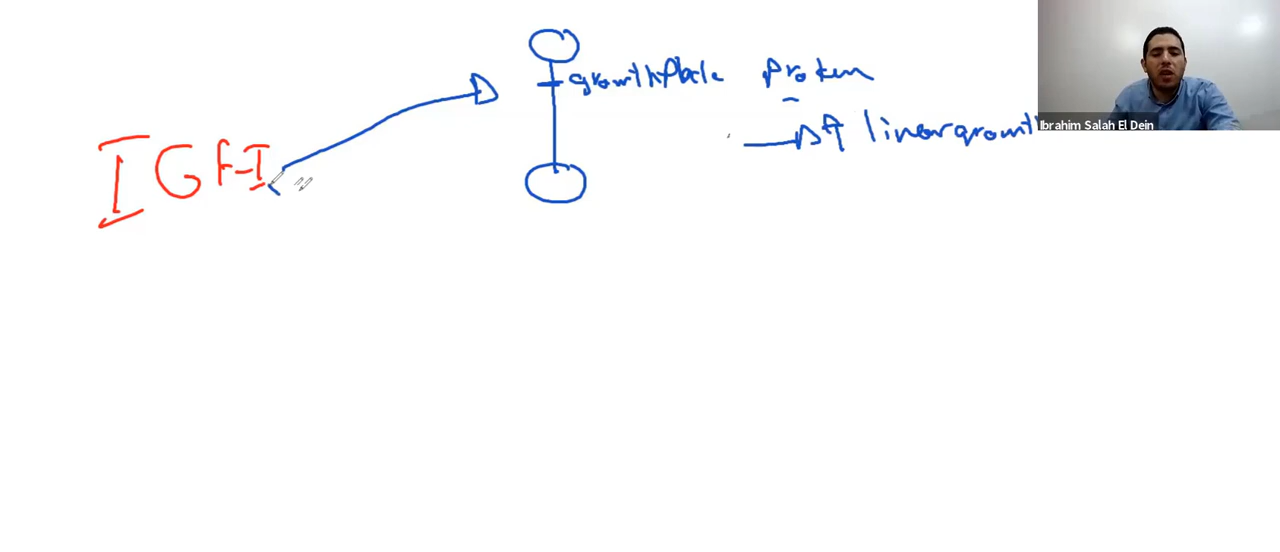 growth Plate Protein
↑ linear growth
Ibrahim Salah El Dein
IGF-I